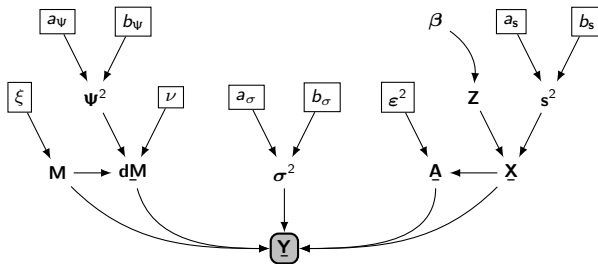 a_Ψ b_Ψ β a_s b_s
ξ Ψ² ν a_σ b_σ ε² Z s²
M dM̲ σ² A̲ X̲
Y̲